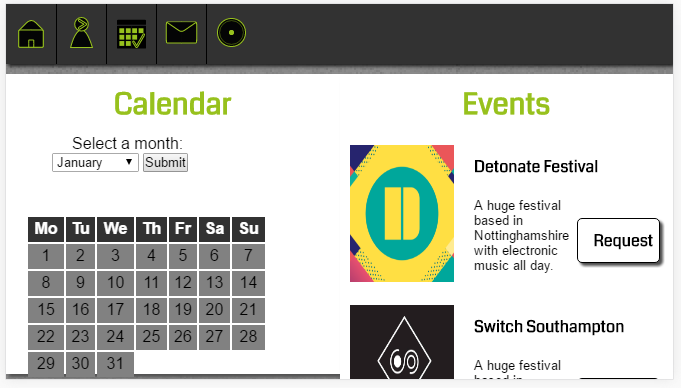 Calendar
Select a month:
January
Submit
Mo Tu We Th Fr Sa Su
1 2 3 4 5 6 7
8 9 10 11 12 13 14
15 16 17 18 19 20 21
22 23 24 25 26 27 28
29 30 31
Events
D
Detonate Festival
A huge festival
based in
Nottinghamshire
with electronic
music all day.
Request
Switch Southampton
A huge festival
based in